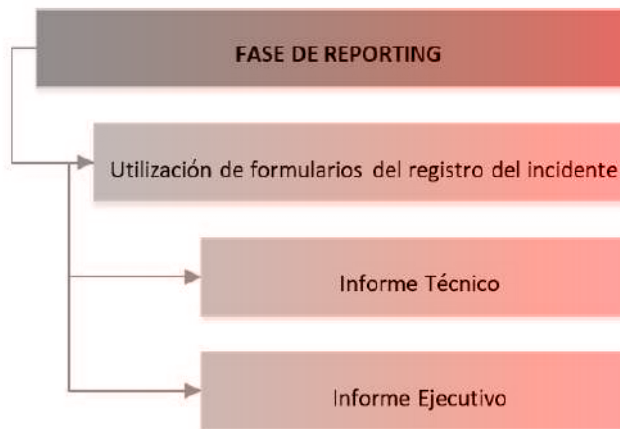 FASE DE REPORTING
Utilización de formularios del registro del incidente
Informe Técnico
Informe Ejecutivo